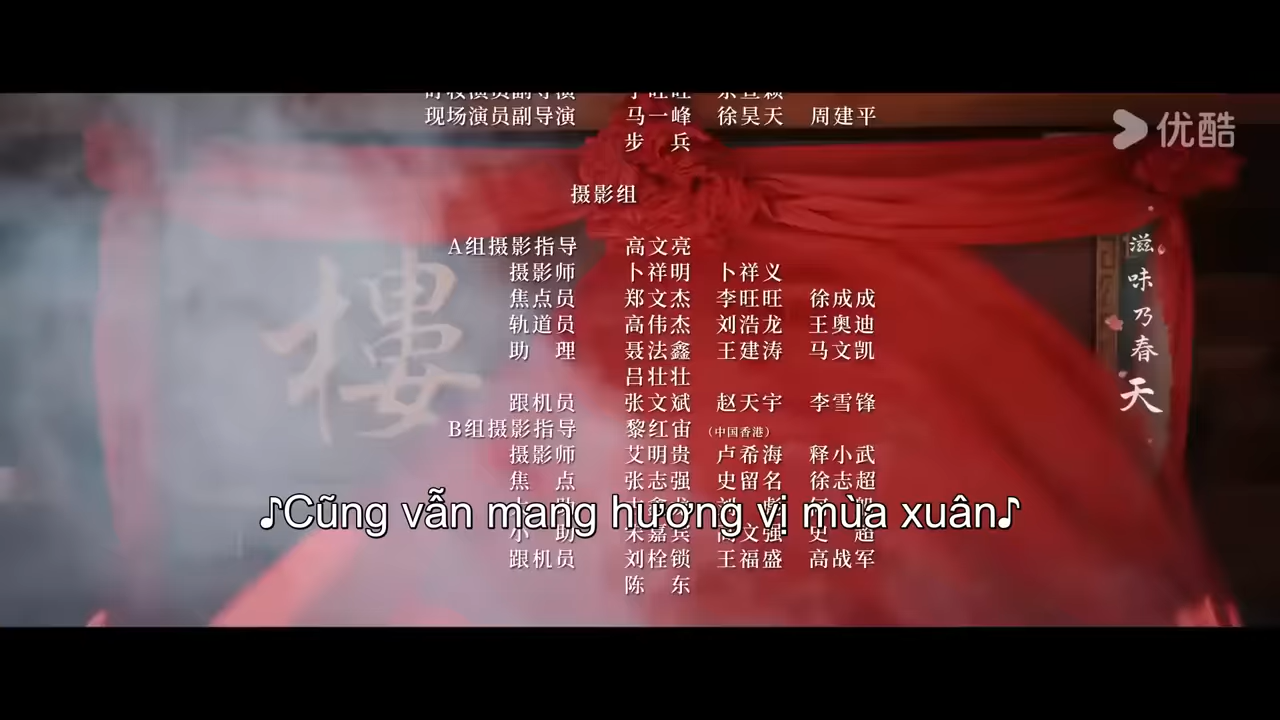 现场演员副导演 马一峰 徐昊天 周建平
步 兵
优酷
摄影组
A组摄影指导 高文亮
摄影师 卜祥明 卜祥义
焦点员 郑文杰 李旺旺 徐成成
轨道员 高伟杰 刘浩龙 王奥迪
助 理 聂法鑫 王建涛 马文凯
吕壮壮
跟机员 张文斌 赵天宇 李雪锋
B组摄影指导 黎红宙 (中国香港)
摄影师 艾明贵 卢希海 释小武
焦 点 张志强 史留名 徐志超
♪Cũng vẫn mang hương vị mùa xuân♪
跟机员 刘栓锁 王福盛 高战军
陈 东
樓
滋味乃春天